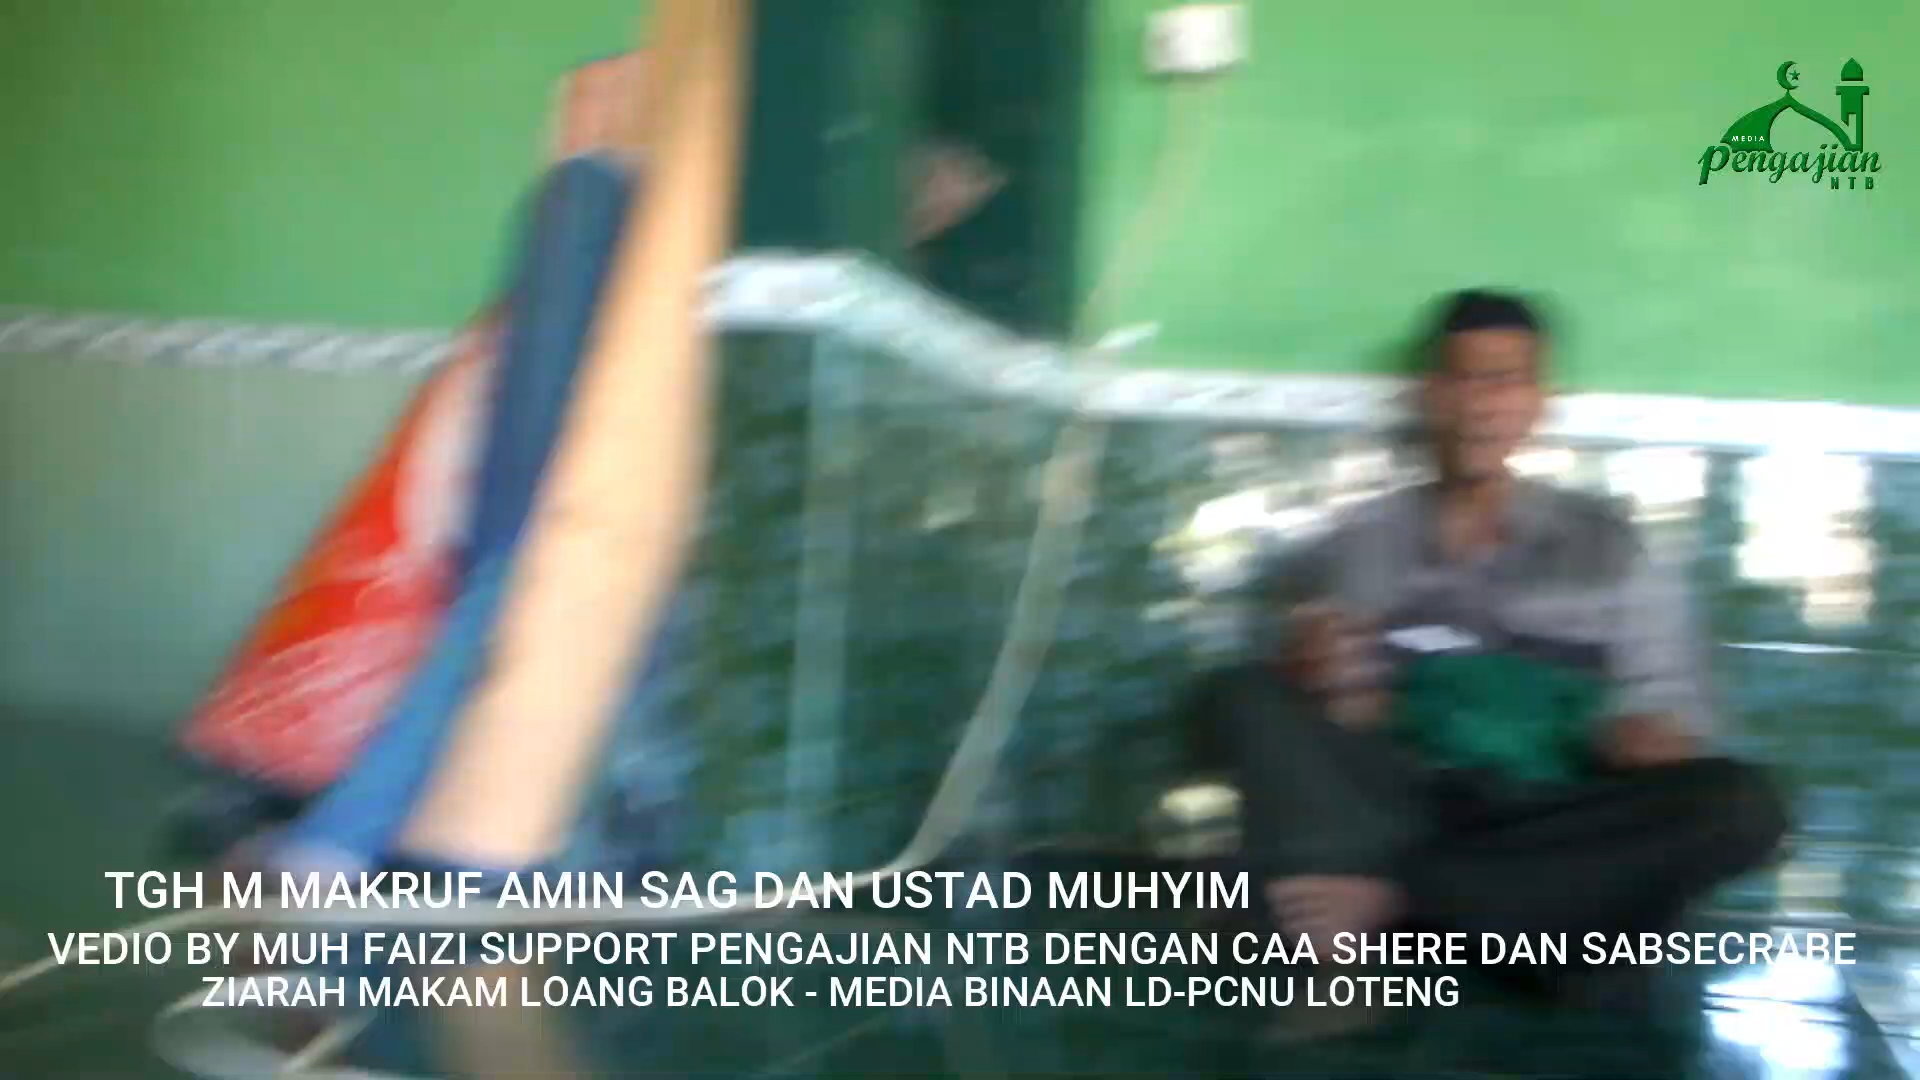 MEDIA
Pengajian
NTB
TGH M MAKRUF AMIN SAG DAN USTAD MUHYIM
VEDIO BY MUH FAIZI SUPPORT PENGAJIAN NTB DENGAN CAA SHERE DAN SABSECRABE
ZIARAH MAKAM LOANG BALOK - MEDIA BINAAN LD-PCNU LOTENG